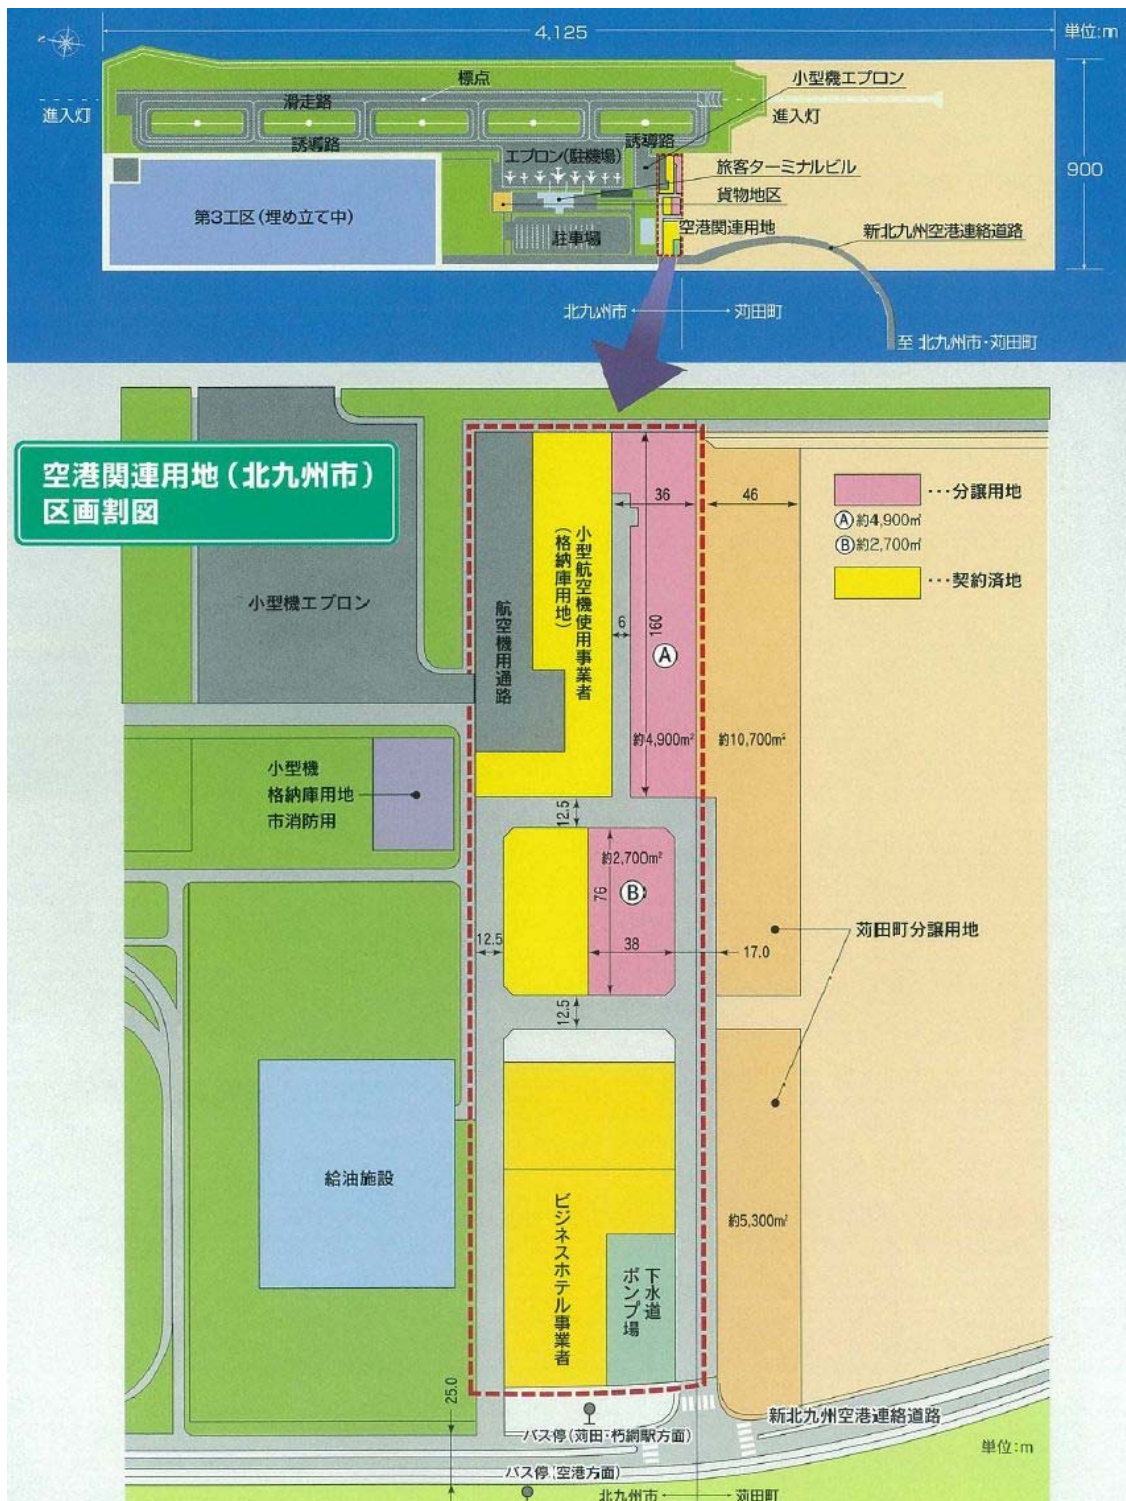 4,125
単位:m
標点
小型機エプロン
滑走路
進入灯
進入灯
誘導路
誘導路
エプロン(駐機場)
旅客ターミナルビル
900
貨物地区
第3工区(埋め立て中)
空港関連用地
駐車場
新北九州空港連絡道路
北九州市
苅田町
至 北九州市・苅田町
空港関連用地(北九州市)
区画割図
36
46
…分譲用地
Ⓐ約4,900㎡
Ⓑ約2,700㎡
…契約済地
小型航空機使用事業者
(格納庫用地)
小型機エプロン
航空機用通路
6
160
Ⓐ
約4,900m²
約10,700m²
小型機
格納庫用地
市消防用
12.5
約2,700m²
76
Ⓑ
苅田町分譲用地
12.5
38
17.0
12.5
給油施設
ビジネスホテル事業者
下水道
ポンプ場
約5,300㎡
25.0
新北九州空港連絡道路
バス停(苅田・朽網駅方面)
単位:m
バス停(空港方面)
北九州市
苅田町